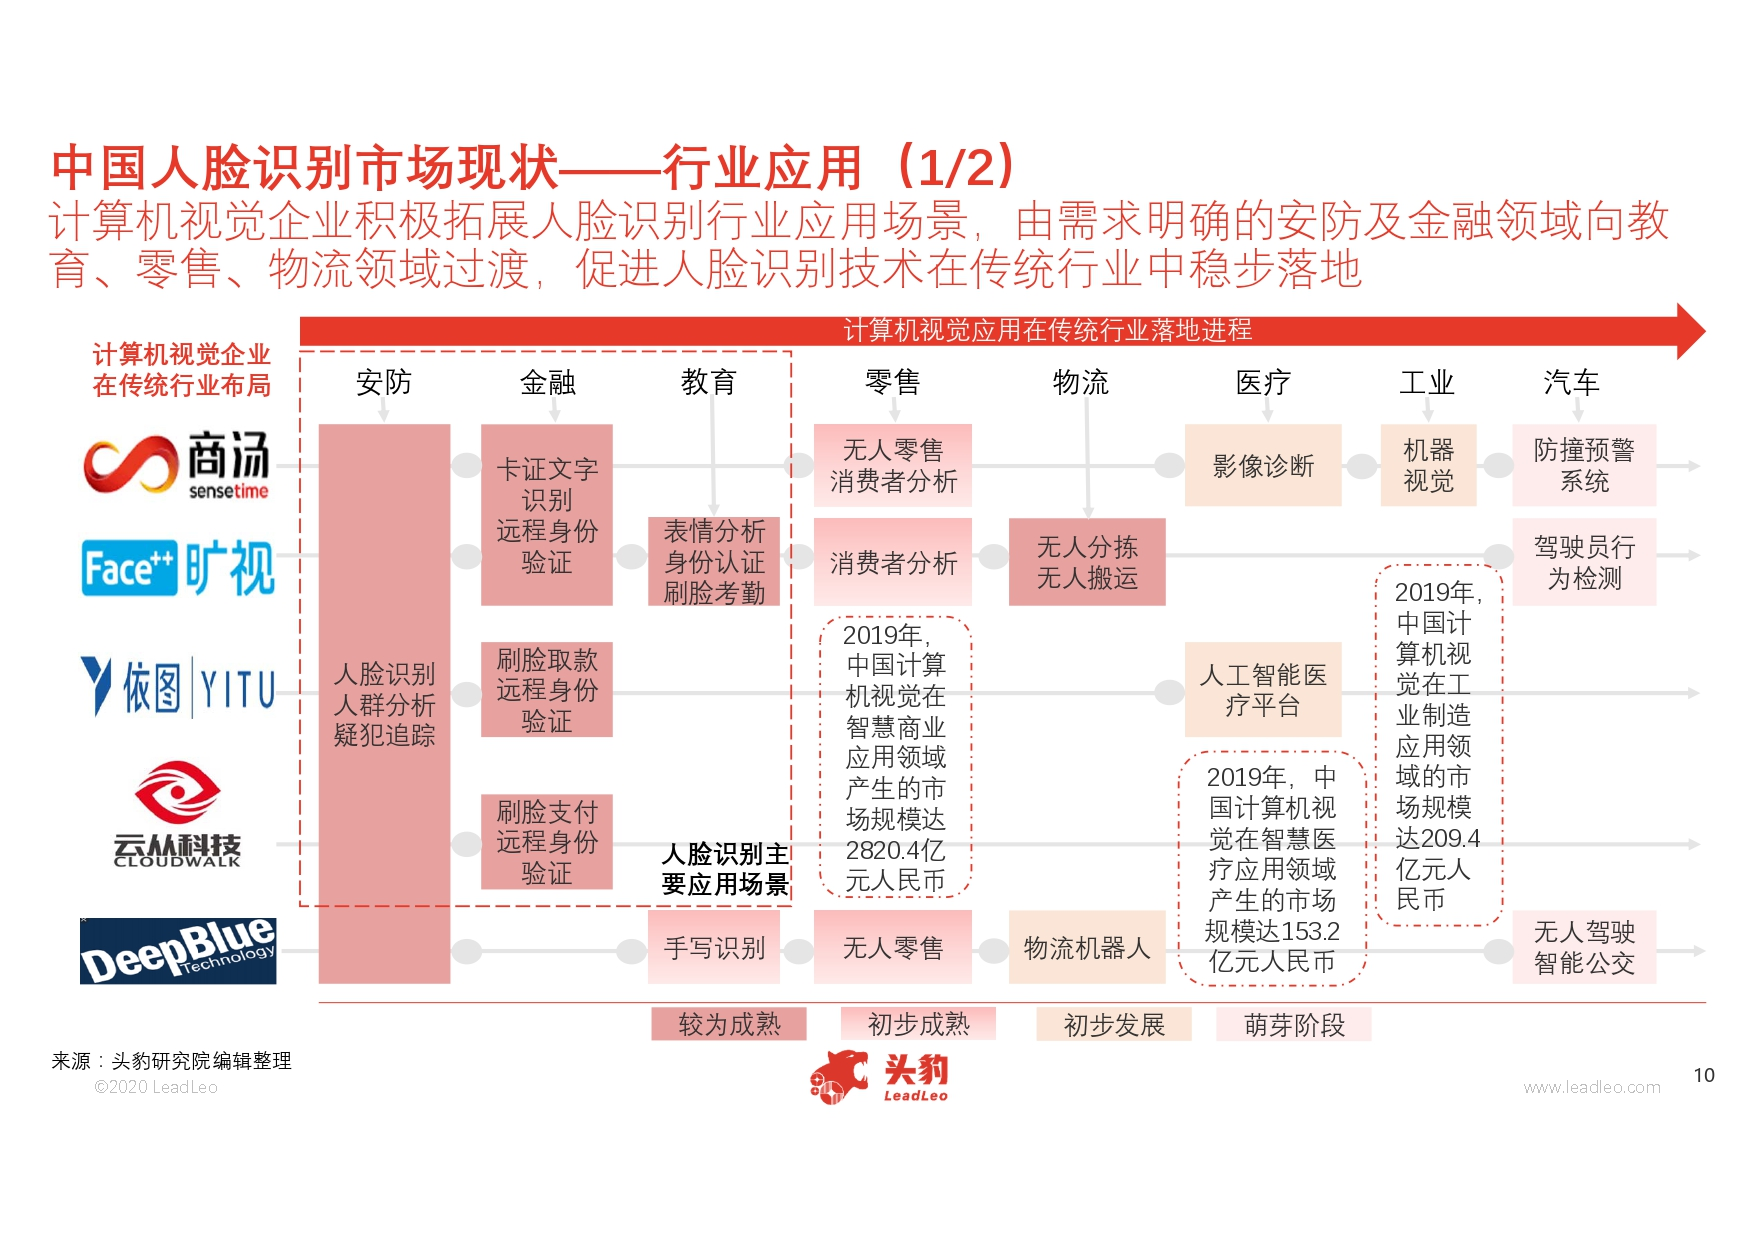 中国人脸识别市场现状——行业应用（1/2）
计算机视觉企业积极拓展人脸识别行业应用场景，由需求明确的安防及金融领域向教
育、零售、物流领域过渡，促进人脸识别技术在传统行业中稳步落地
计算机视觉应用在传统行业落地进程
计算机视觉企业
在传统行业布局
安防
金融
教育
零售
物流
医疗
工业
汽车
商汤
sensetime
Face++ 旷视
依图 YITU
云从科技
CLOUDWALK
DeepBlue
Technology
人脸识别
人群分析
疑犯追踪
卡证文字
识别
远程身份
验证
刷脸取款
远程身份
验证
刷脸支付
远程身份
验证
表情分析
身份认证
刷脸考勤
人脸识别主
要应用场景
手写识别
无人零售
消费者分析
消费者分析
2019年，
中国计算
机视觉在
智慧商业
应用领域
产生的市
场规模达
2820.4亿
元人民币
无人零售
无人分拣
无人搬运
物流机器人
影像诊断
人工智能医
疗平台
2019年，中
国计算机视
觉在智慧医
疗应用领域
产生的市场
规模达153.2
亿元人民币
机器
视觉
2019年，
中国计
算机视
觉在工
业制造
应用领
域的市
场规模
达209.4
亿元人
民币
防撞预警
系统
驾驶员行
为检测
无人驾驶
智能公交
较为成熟
初步成熟
初步发展
萌芽阶段
来源：头豹研究院编辑整理
©2020 LeadLeo
头豹
LeadLeo
www.leadleo.com
10